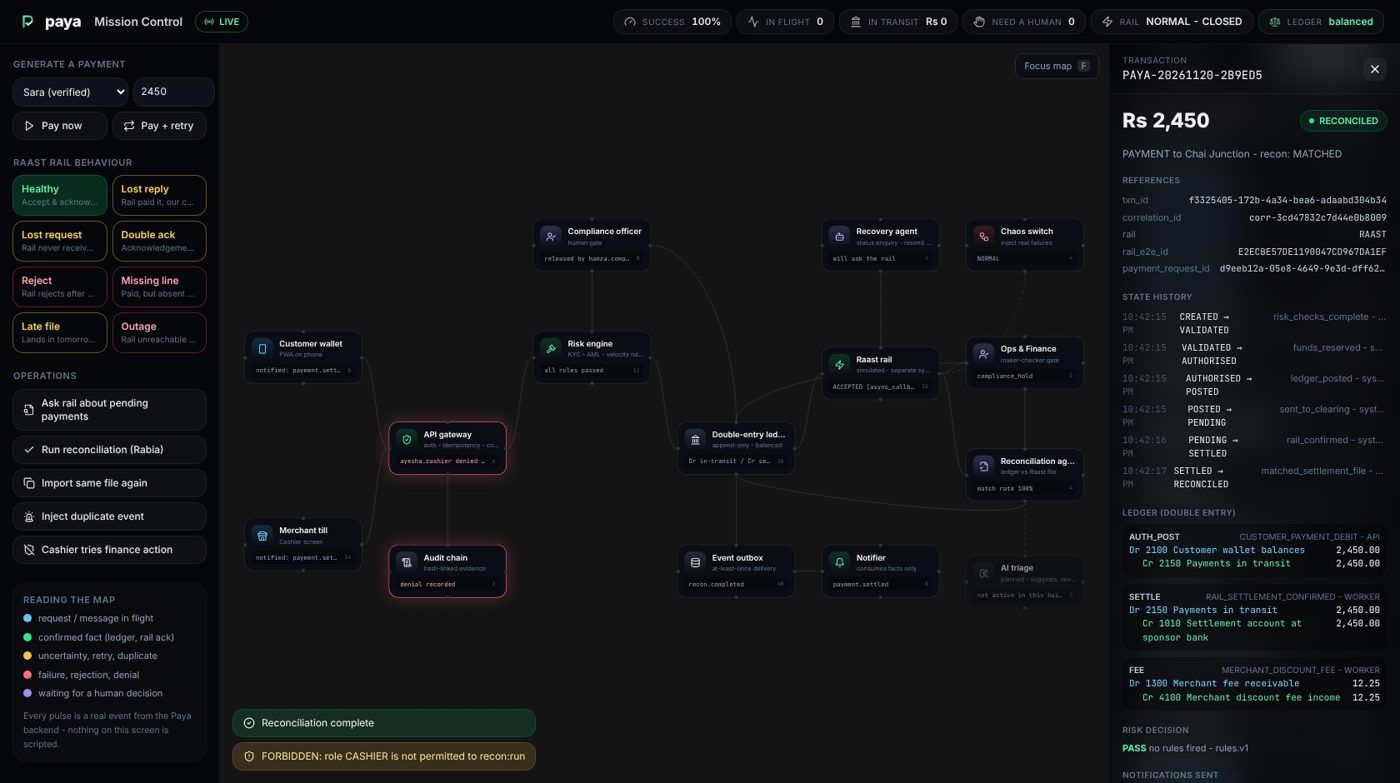 paya Mission Control LIVE
SUCCESS 100%
IN FLIGHT 0
IN TRANSIT Rs 0
NEED A HUMAN 0
RAIL NORMAL - CLOSED
LEDGER balanced
GENERATE A PAYMENT
Sara (verified) 2450
Pay now Pay + retry
RAAST RAIL BEHAVIOUR
Healthy
Accept & acknow...
Lost reply
Rail paid it, our c...
Lost request
Rail never receiv...
Double ack
Acknowledgeme...
Reject
Rail rejects after ...
Missing line
Paid, but absent ...
Late file
Lands in tomorro...
Outage
Rail unreachable ...
OPERATIONS
Ask rail about pending
payments
Run reconciliation (Rabia)
Import same file again
Inject duplicate event
Cashier tries finance action
READING THE MAP
request / message in flight
confirmed fact (ledger, rail ack)
uncertainty, retry, duplicate
failure, rejection, denial
waiting for a human decision
Every pulse is a real event from the Paya
backend - nothing on this screen is
scripted.
Focus map F
Compliance officer
human gate
released by hamza.comp...
Recovery agent
status enquiry - resend ...
will ask the rail
Chaos switch
inject real failures
NORMAL
Customer wallet
PWA on phone
notified: payment.sett...
Risk engine
KYC - AML - velocity rul...
all rules passed
Raast rail
simulated - separate sy...
ACCEPTED (async_callb...
Ops & Finance
maker-checker gate
compliance_hold
API gateway
auth - idempotency - co...
ayesha.cashier denied ...
Double-entry led...
append-only - balanced
Dr in-transit / Cr se...
Reconciliation ag...
ledger vs Raast file
match rate 100%
Merchant till
Cashier screen
notified: payment.set...
Audit chain
hash-linked evidence
denial recorded
Event outbox
at-least-once delivery
recon.completed
Notifier
consumes facts only
payment.settled
AI triage
planned - suggests, nev...
not active in this bui...
Reconciliation complete
FORBIDDEN: role CASHIER is not permitted to recon:run
TRANSACTION
PAYA-20261120-2B9ED5
Rs 2,450 RECONCILED
PAYMENT to Chai Junction - recon: MATCHED
REFERENCES
txn_id f3325405-172b-4a34-bea6-adaabd304b34
correlation_id corr-3cd47832c7d44e0b8009
rail RAAST
rail_e2e_id E2ECBE57DE1190047CD967DA1EF
payment_request_id d9eeb12a-05e8-4649-9e3d-dff62...
STATE HISTORY
10:42:15 PM CREATED → VALIDATED risk_checks_complete - ...
10:42:15 PM VALIDATED → AUTHORISED funds_reserved - s...
10:42:15 PM AUTHORISED → POSTED ledger_posted - sys...
10:42:15 PM POSTED → PENDING sent_to_clearing - syst...
10:42:16 PM PENDING → SETTLED rail_confirmed - syst...
10:42:17 PM SETTLED → RECONCILED matched_settlement_file - ...
LEDGER (DOUBLE ENTRY)
AUTH_POST CUSTOMER_PAYMENT_DEBIT - API
Dr 2100 Customer wallet balances 2,450.00
Cr 2150 Payments in transit 2,450.00
SETTLE RAIL_SETTLEMENT_CONFIRMED - WORKER
Dr 2150 Payments in transit 2,450.00
Cr 1010 Settlement account at 2,450.00
sponsor bank
FEE MERCHANT_DISCOUNT_FEE - WORKER
Dr 1300 Merchant fee receivable 12.25
Cr 4100 Merchant discount fee income 12.25
RISK DECISION
PASS no rules fired - rules.v1
NOTIFICATIONS SENT